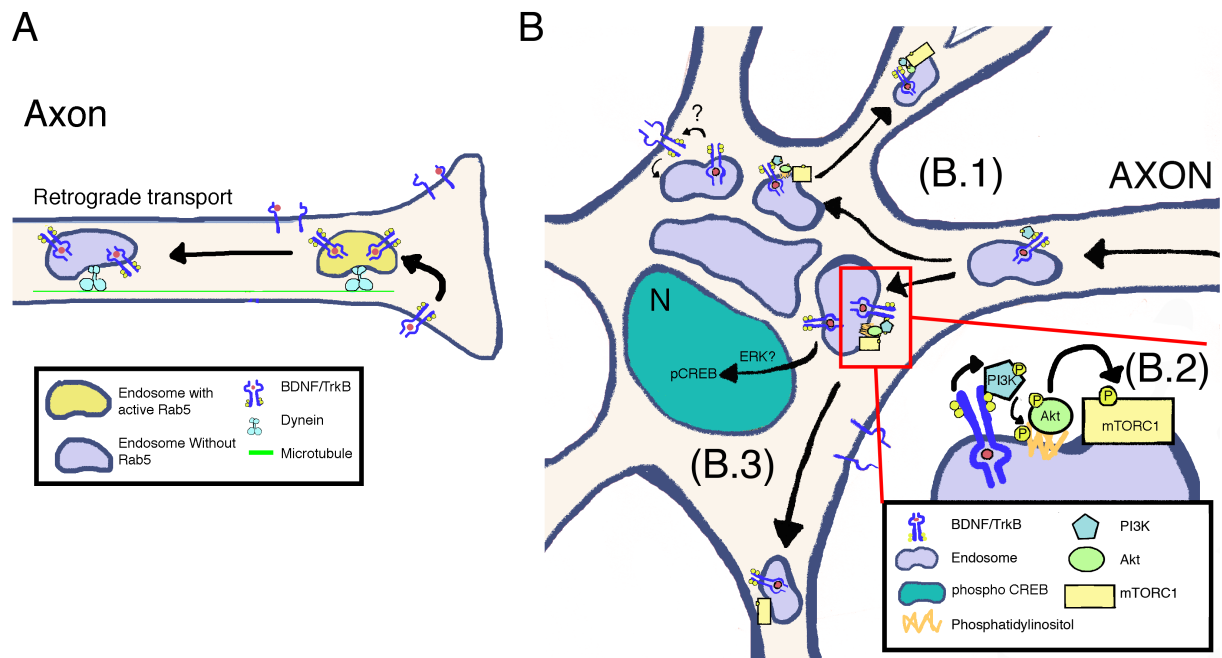 A
Axon
Retrograde transport
Endosome with
active Rab5
Endosome Without
Rab5
BDNF/TrkB
Dynein
Microtubule
B
?
(B.1)
AXON
N
ERK?
pCREB
(B.2)
PI3K
P
P
Akt
P
P
mTORC1
(B.3)
BDNF/TrkB
Endosome
phospho CREB
Phosphatidylinositol
PI3K
Akt
mTORC1